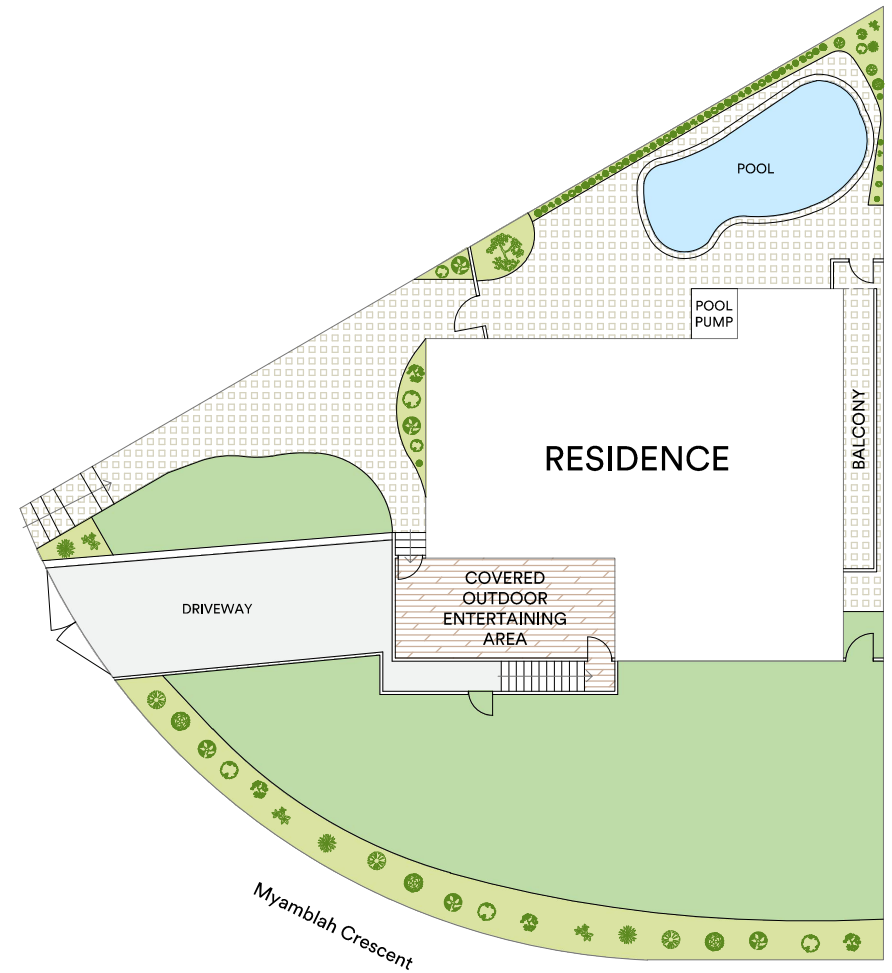 POOL
POOL
PUMP
BALCONY
RESIDENCE
COVERED
OUTDOOR
ENTERTAINING
AREA
DRIVEWAY
Myamblah Crescent